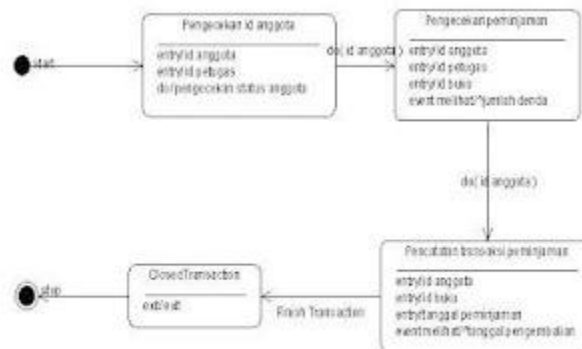 start
Pengecekan id anggota
entry/id anggota
entry/id petugas
do/pengecekan status anggota
do( id anggota )
Pengecekan peminjaman
entry/id anggota
entry/id petugas
entry/id buku
event melihat/^jumlah denda
do( id anggota )
Pencatatan transaksi peminjaman
entry/id anggota
entry/id buku
entry/tanggal peminjaman
event melihat/^tanggal pengembalian
Finish Transaction
ClosedTransaction
exit/exit
stop